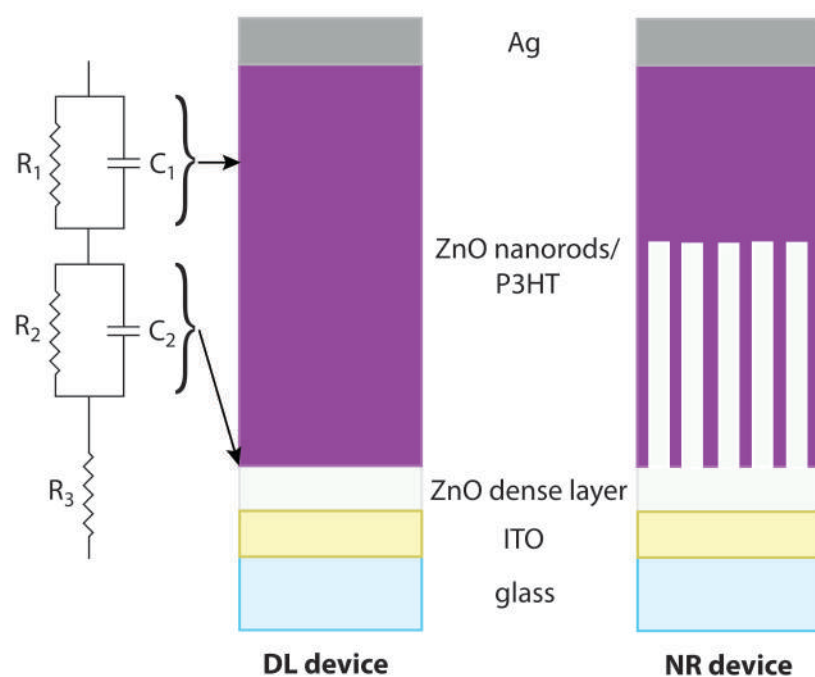 Ag
R₁
C₁
ZnO nanorods/
P3HT
R₂
C₂
R₃
ZnO dense layer
ITO
glass
DL device
NR device